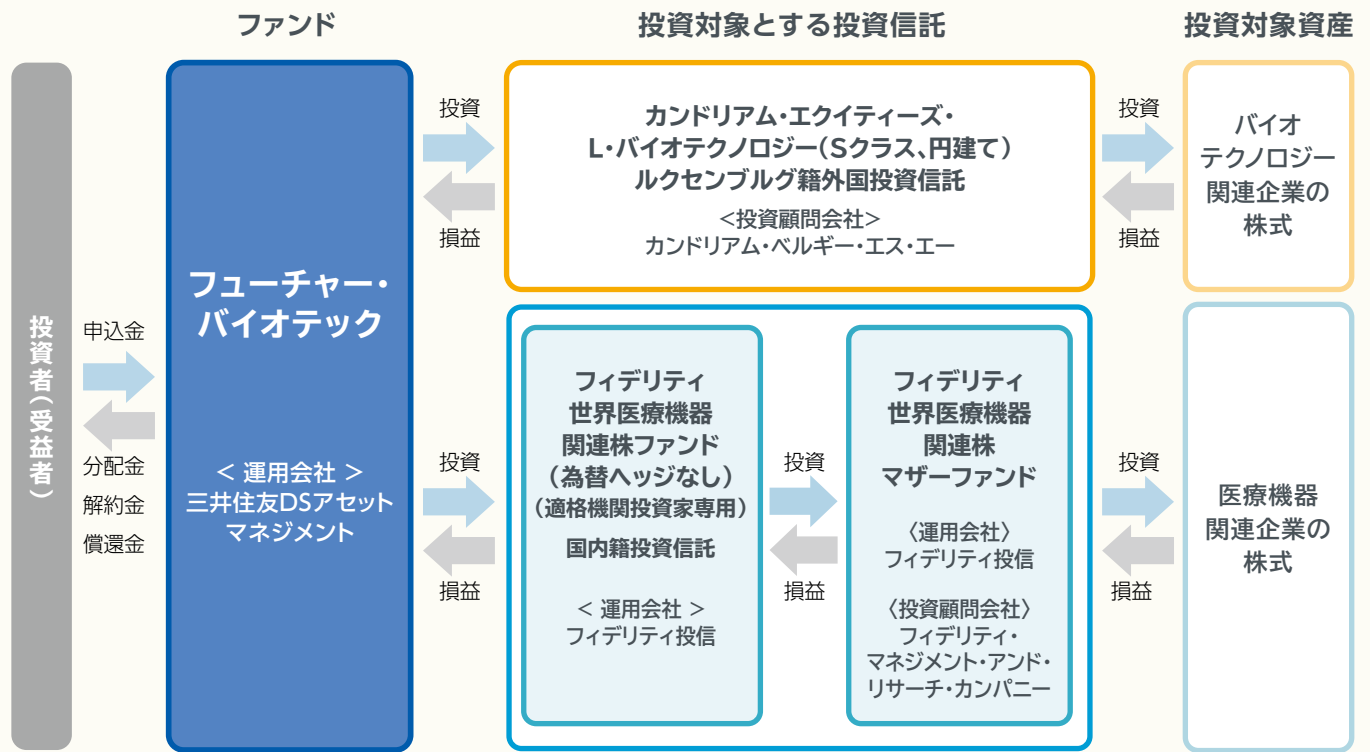 ファンド
投資対象とする投資信託
投資対象資産
投資者(受益者)
申込金
分配金
解約金
償還金
フューチャー・
バイオテック
< 運用会社 >
三井住友DSアセット
マネジメント
投資
損益
カンドリアム・エクイティーズ・
L・バイオテクノロジー(Sクラス、円建て)
ルクセンブルグ籍外国投資信託
<投資顧問会社>
カンドリアム・ベルギー・エス・エー
投資
損益
バイオ
テクノロジー
関連企業の
株式
投資
損益
フィデリティ
世界医療機器
関連株ファンド
(為替ヘッジなし)
(適格機関投資家専用)
国内籍投資信託
< 運用会社 >
フィデリティ投信
投資
損益
フィデリティ
世界医療機器
関連株
マザーファンド
〈運用会社〉
フィデリティ投信
〈投資顧問会社〉
フィデリティ・
マネジメント・アンド・
リサーチ・カンパニー
投資
損益
医療機器
関連企業の
株式